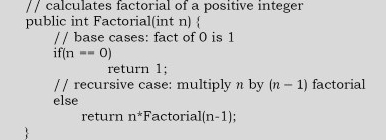 // calculates factorial of a positive integer
public int Factorial(int n) {
// base cases: fact of 0 is 1
if(n == 0)
return 1;
// recursive case: multiply n by (n − 1) factorial
else
return n*Factorial(n-1);
}